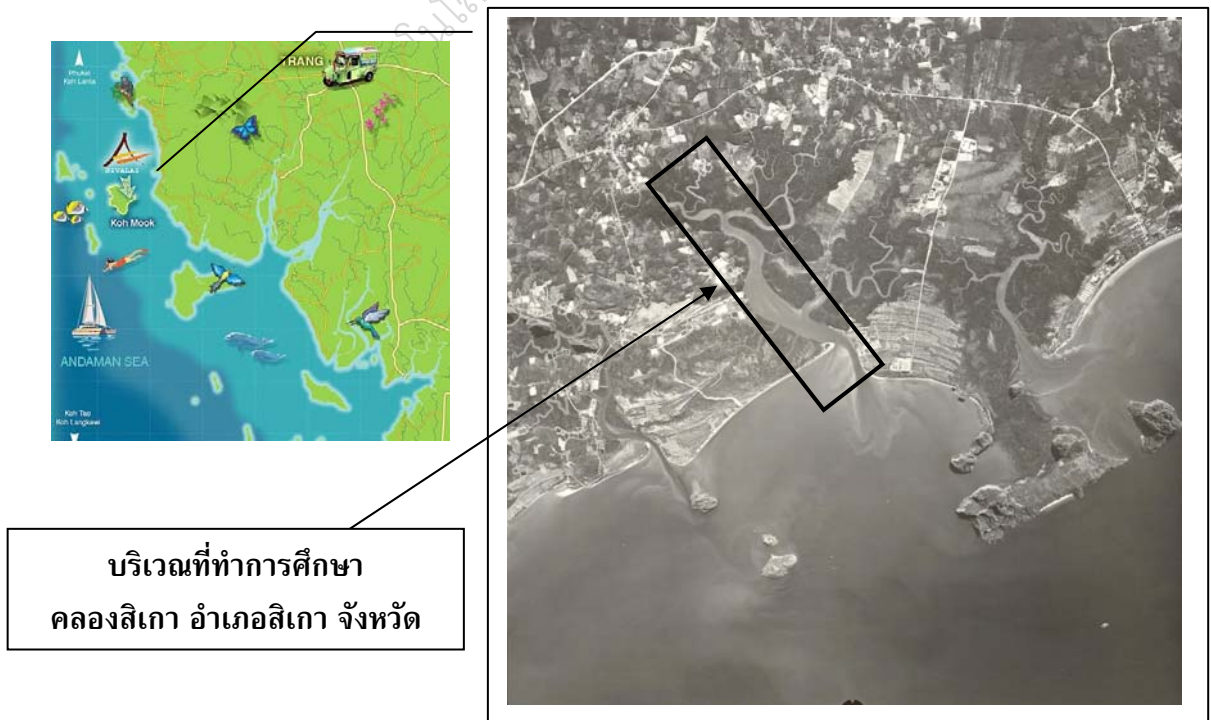 TRANG
Phuket
Koh Lanta
SIVALAI
Koh Mook
ANDAMAN SEA
Koh Tao
Koh Langkawi
บริเวณที่ทำการศึกษา
คลองสิเกา อำเภอสิเกา จังหวัด